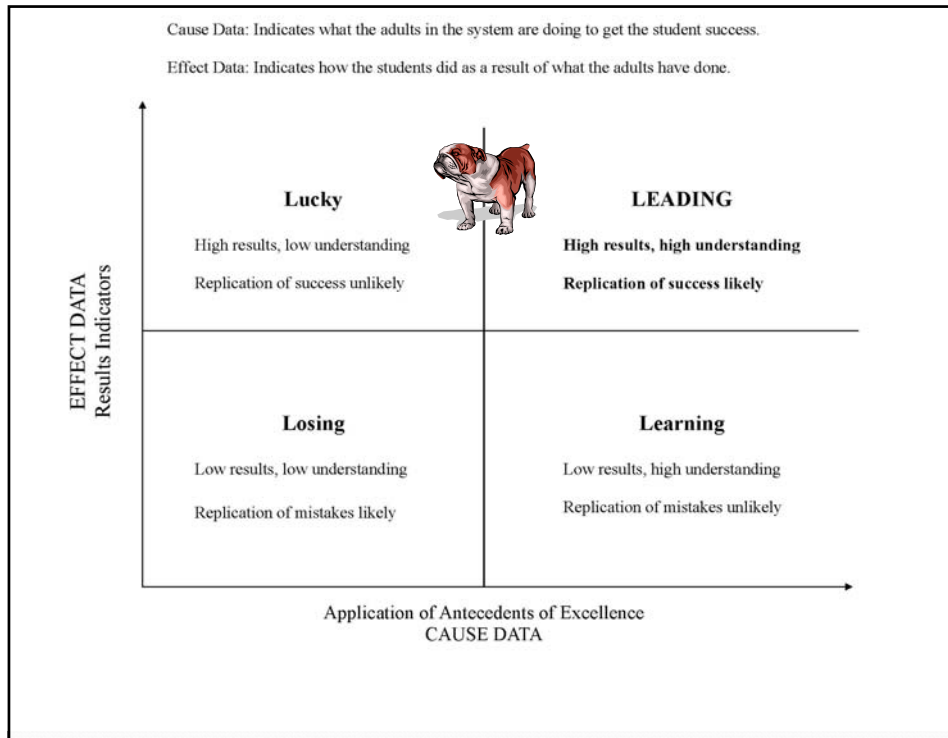 Cause Data: Indicates what the adults in the system are doing to get the student success.
Effect Data: Indicates how the students did as a result of what the adults have done.
EFFECT DATA
Results Indicators
Lucky
High results, low understanding
Replication of success unlikely
LEADING
High results, high understanding
Replication of success likely
Losing
Low results, low understanding
Replication of mistakes likely
Learning
Low results, high understanding
Replication of mistakes unlikely
Application of Antecedents of Excellence
CAUSE DATA